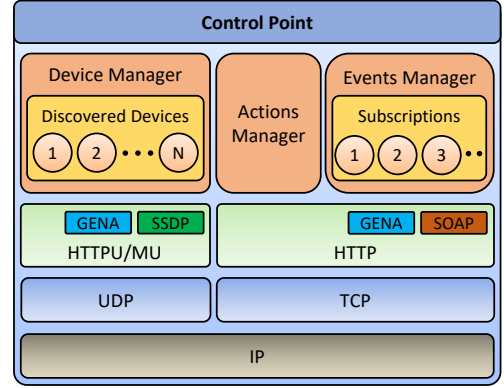 Control Point
Device Manager
Discovered Devices
1 2 ••• N
Actions
Manager
Events Manager
Subscriptions
1 2 3 ••
GENA SSDP
HTTPU/MU
GENA SOAP
HTTP
UDP
TCP
IP